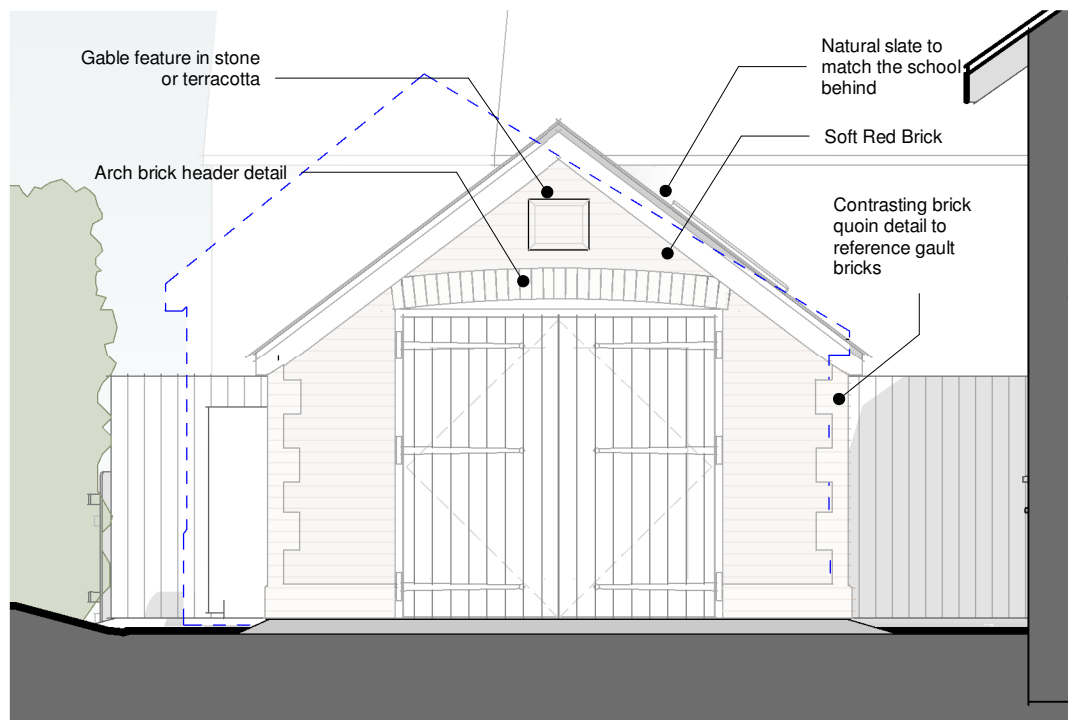 Gable feature in stone
or terracotta
Natural slate to
match the school
behind
Soft Red Brick
Arch brick header detail
Contrasting brick
quoin detail to
reference gault
bricks